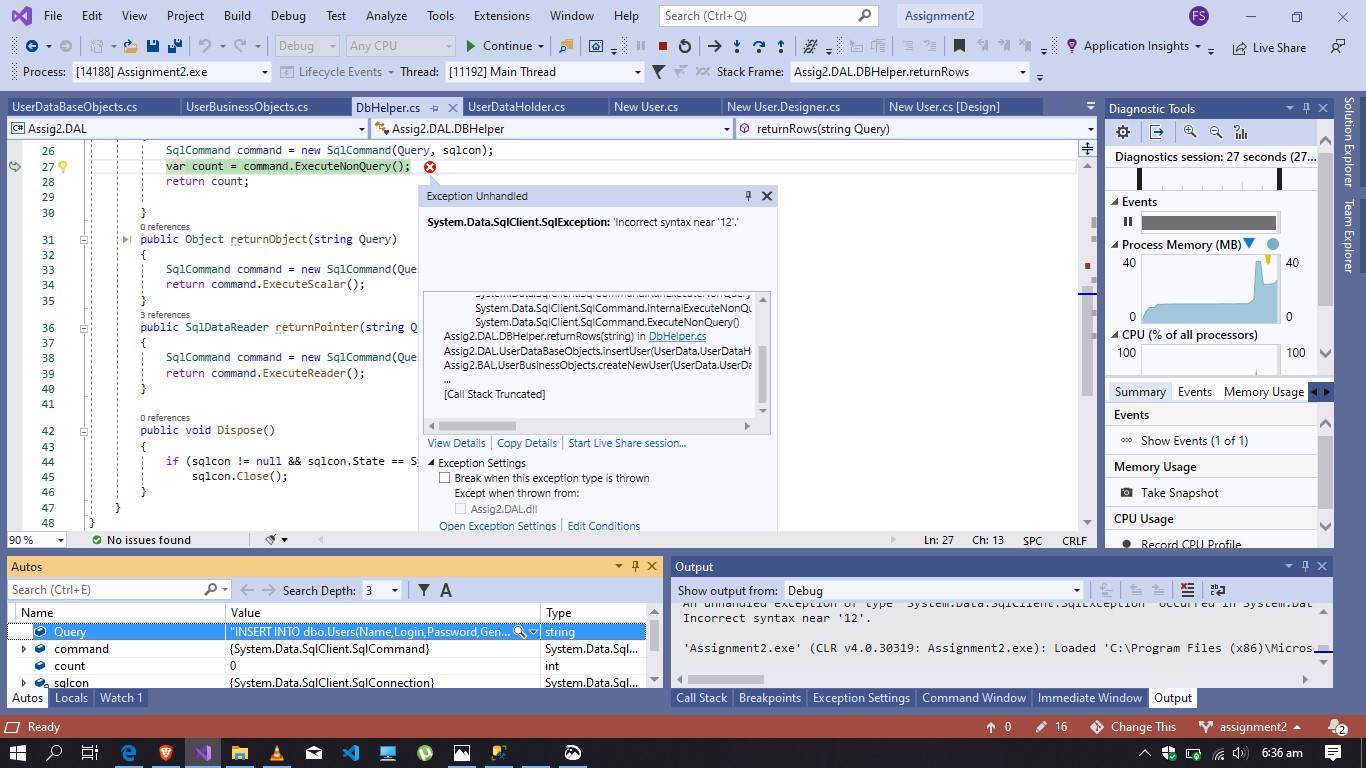 File Edit View Project Build Debug Test Analyze Tools Extensions Window Help Search (Ctrl+Q) Assignment2 FS
Debug Any CPU Continue Application Insights Live Share
Process: [14188] Assignment2.exe Lifecycle Events Thread: [11192] Main Thread Stack Frame: Assig2.DAL.DBHelper.returnRows
UserDataBaseObjects.cs UserBusinessObjects.cs DbHelper.cs UserDataHolder.cs New User.cs New User.Designer.cs New User.cs [Design]
Assig2.DAL Assig2.DAL.DBHelper returnRows(string Query)
26 SqlCommand command = new SqlCommand(Query, sqlcon);
27 var count = command.ExecuteNonQuery();
28 return count;
29
30 }
0 references
31 public Object returnObject(string Query)
32 {
33 SqlCommand command = new SqlCommand(Que
34 return command.ExecuteScalar();
35 }
3 references
36 public SqlDataReader returnPointer(string Q
37 {
38 SqlCommand command = new SqlCommand(Que
39 return command.ExecuteReader();
40 }
41
0 references
42 public void Dispose()
43 {
44 if (sqlcon != null && sqlcon.State == Sy
45 sqlcon.Close();
46 }
47 }
48 }
Exception Unhandled
System.Data.SqlClient.SqlException: 'Incorrect syntax near '12'.'
System.Data.SqlClient.SqlCommand.InternalExecuteNonQu
System.Data.SqlClient.SqlCommand.ExecuteNonQuery()
Assig2.DAL.DBHelper.returnRows(string) in DbHelper.cs
Assig2.DAL.UserDataBaseObjects.insertUser(UserData.UserDataH
Assig2.BAL.UserBusinessObjects.createNewUser(UserData.UserDa
...
[Call Stack Truncated]
View Details Copy Details Start Live Share session...
Exception Settings
Break when this exception type is thrown
Except when thrown from:
Assig2.DAL.dll
Open Exception Settings Edit Conditions
90 % No issues found Ln: 27 Ch: 13 SPC CRLF
Diagnostic Tools
Diagnostics session: 27 seconds (27...
Events
Process Memory (MB)
40 40
0 0
CPU (% of all processors)
100 100
Summary Events Memory Usage
Events
Show Events (1 of 1)
Memory Usage
Take Snapshot
CPU Usage
Record CPU Profile
Solution Explorer
Team Explorer
Autos
Search (Ctrl+E) Search Depth: 3 A
Name Value Type
Query "INSERT INTO dbo.Users(Name,Login,Password,Gen... string
command {System.Data.SqlClient.SqlCommand} System.Data.Sql...
count 0 int
sqlcon {System.Data.SqlClient.SqlConnection} System.Data.Sql...
Autos Locals Watch 1
Output
Show output from: Debug
An unhandled exception of type 'System.Data.SqlClient.SqlException' occurred in System.Dat
Incorrect syntax near '12'.
'Assignment2.exe' (CLR v4.0.30319: Assignment2.exe): Loaded 'C:\Program Files (x86)\Micros
Call Stack Breakpoints Exception Settings Command Window Immediate Window Output
Ready 0 16 Change This assignment2 2
6:36 am